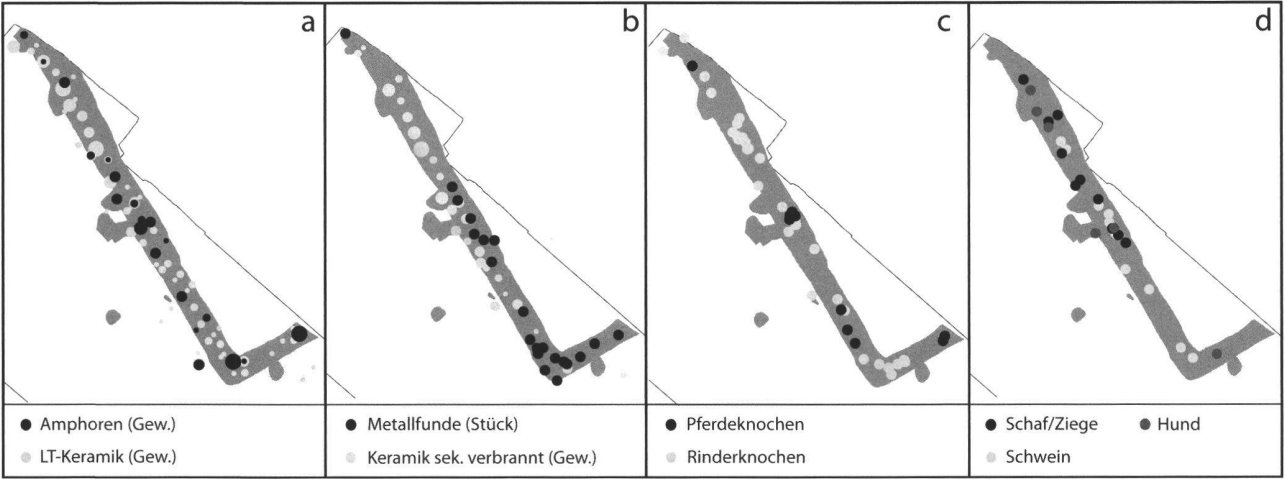 a
b
c
d
Amphoren (Gew.)
LT-Keramik (Gew.)
Metallfunde (Stück)
Keramik sek. verbrannt (Gew.)
Pferdeknochen
Rinderknochen
Schaf/Ziege
Hund
Schwein